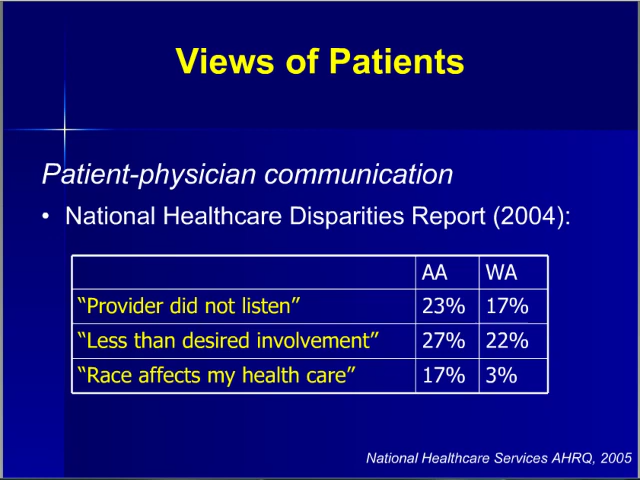 Views of Patients
Patient-physician communication
• National Healthcare Disparities Report (2004):
AA WA
“Provider did not listen” 23% 17%
“Less than desired involvement” 27% 22%
“Race affects my health care” 17% 3%
National Healthcare Services AHRQ, 2005